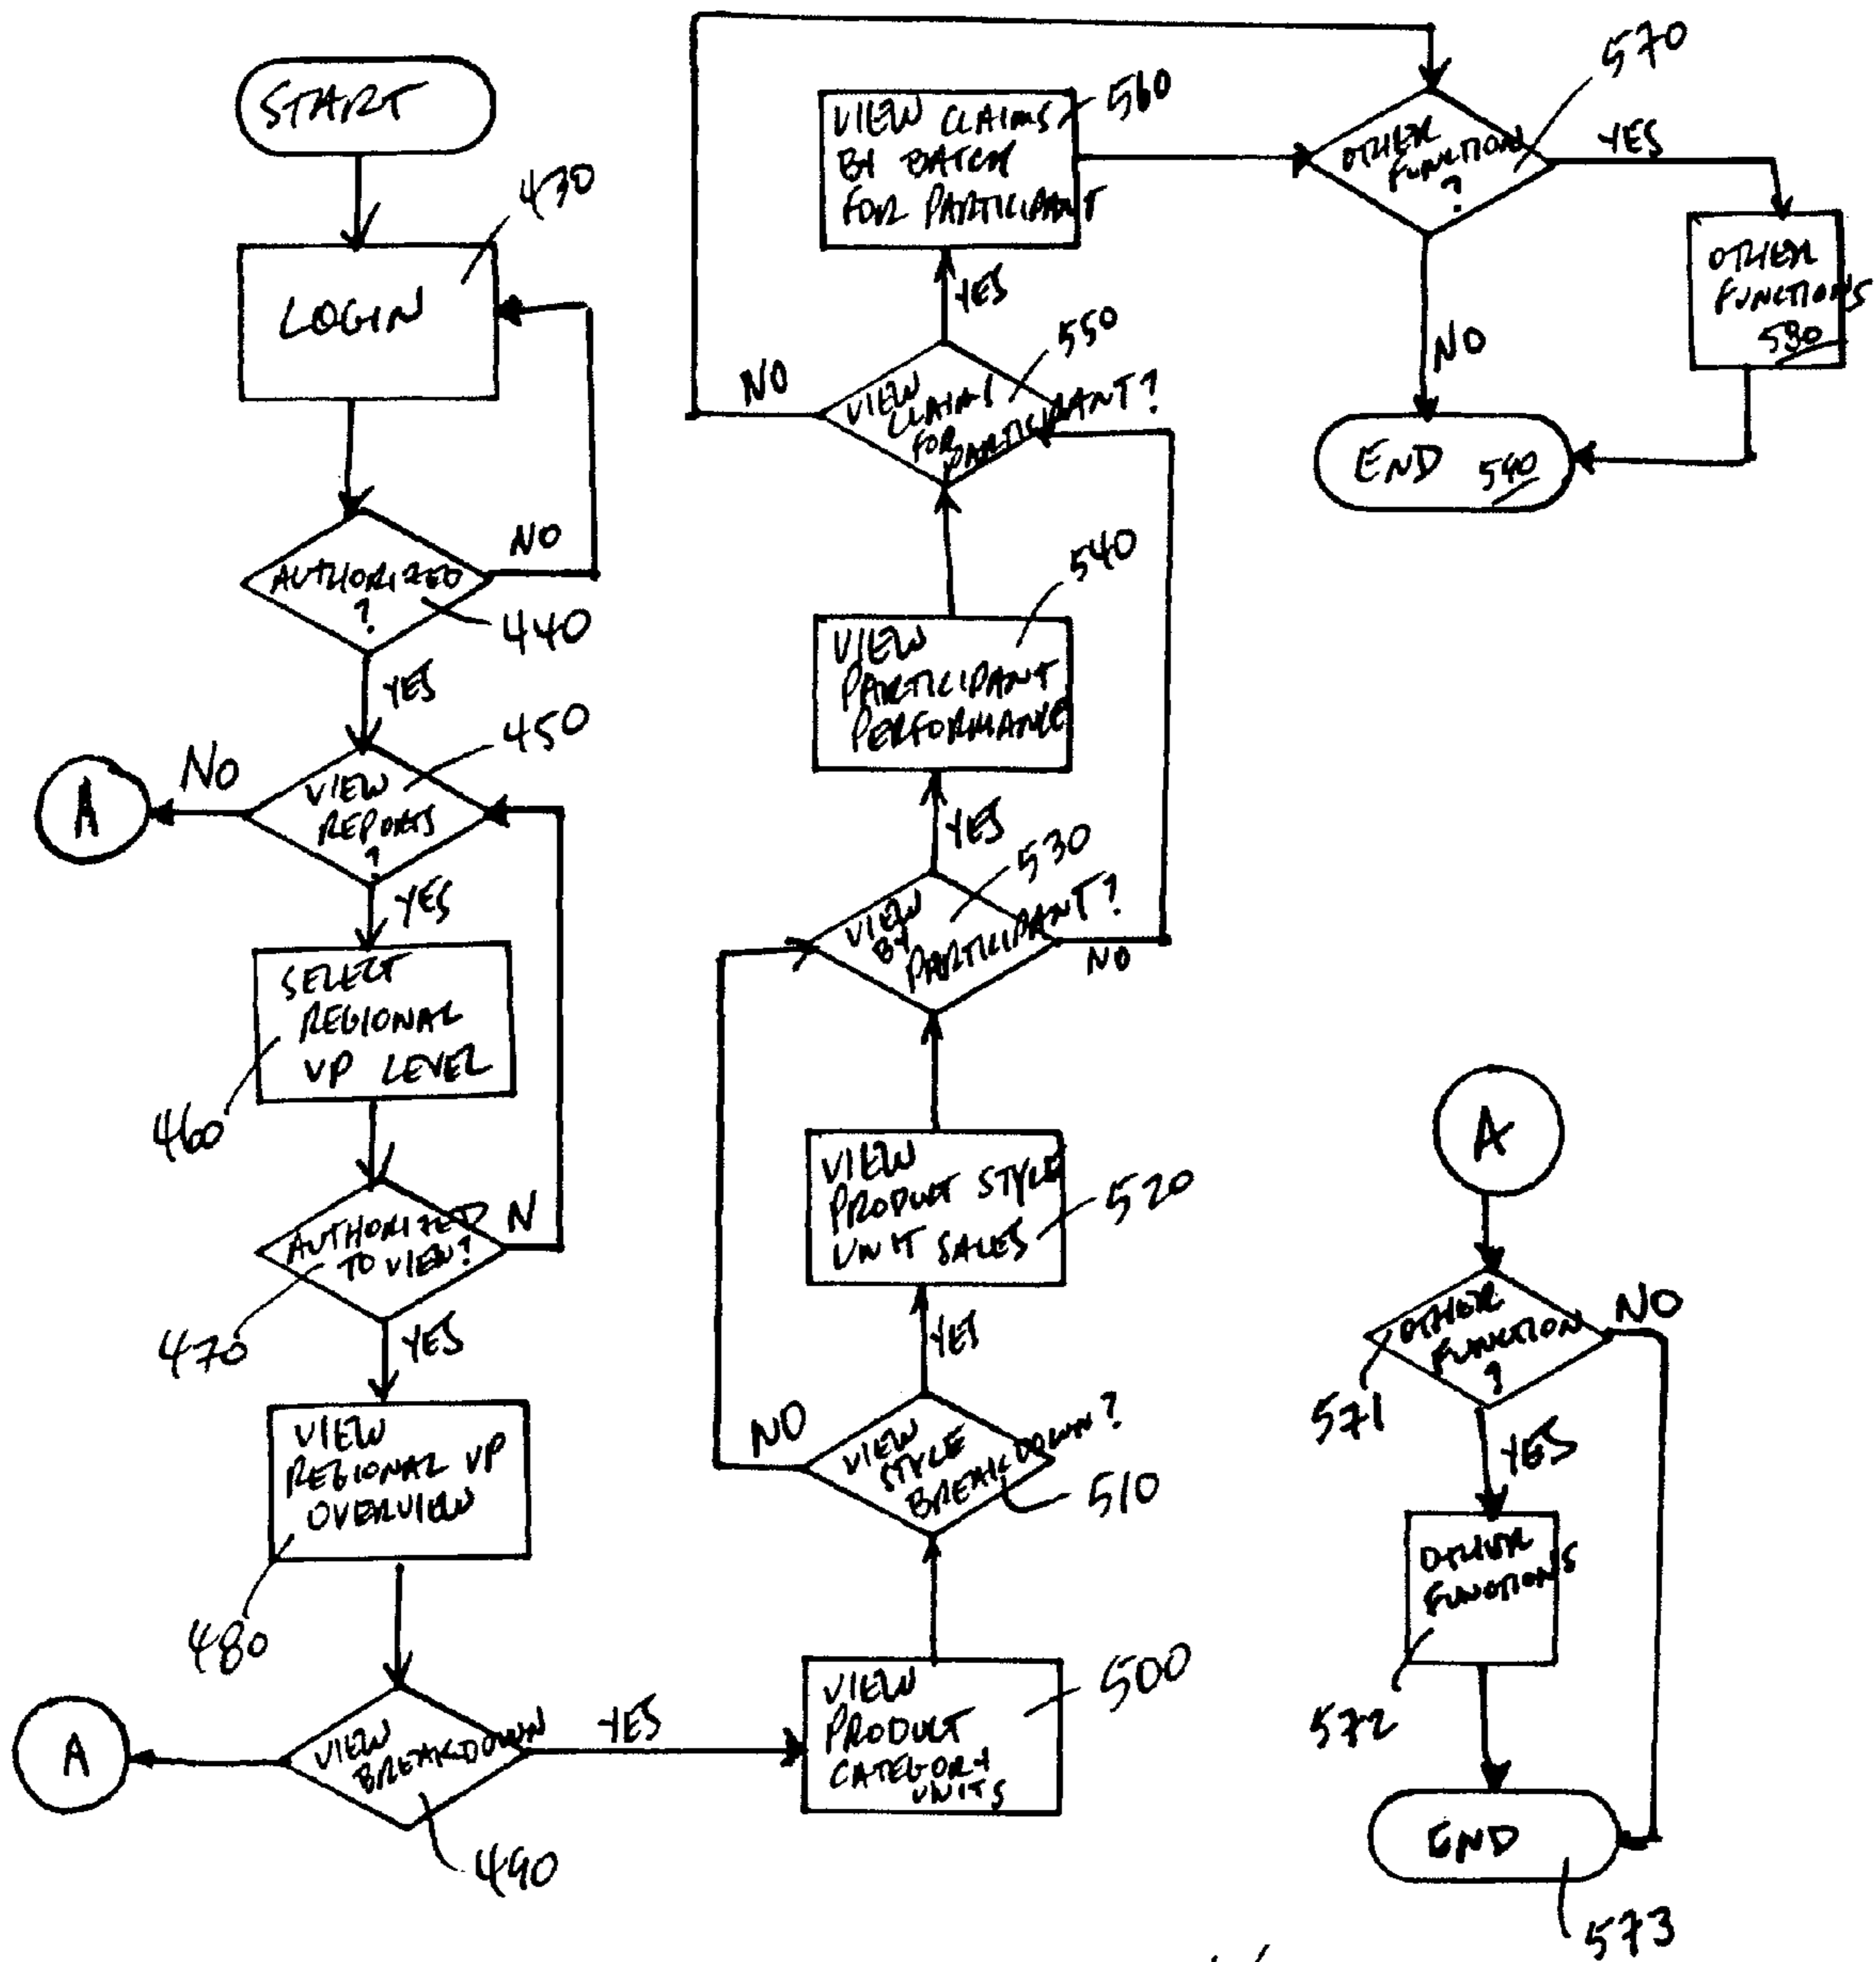 START
430
LOGIN
NO
AUTHORIZED
?
440
YES
450
A
NO
VIEW
REPORTS
?
YES
SELECT
REGIONAL
VP LEVEL
460
AUTHORIZED
TO VIEW?
N
470
YES
VIEW
REGIONAL VP
OVERVIEW
480
A
VIEW
BREAKDOWN
YES
490
VIEW
PRODUCT
CATEGORY
UNITS
500
VIEW
STYLE
BREAKDOWN?
NO
510
YES
VIEW
PRODUCT STYLE
UNIT SALES
520
VIEW
BY
PARTICIPANT?
530
NO
YES
VIEW
PARTICIPANT
PERFORMANCE
540
VIEW
CLAIMS
FOR
PARTICIPANT?
550
NO
YES
VIEW CLAIMS
BY BATCH
FOR PARTICIPANT
560
OTHER
FUNCTION
?
570
YES
OTHER
FUNCTIONS
580
NO
END 590
A
OTHER
FUNCTION
?
NO
571
YES
OTHER
FUNCTIONS
572
END
573